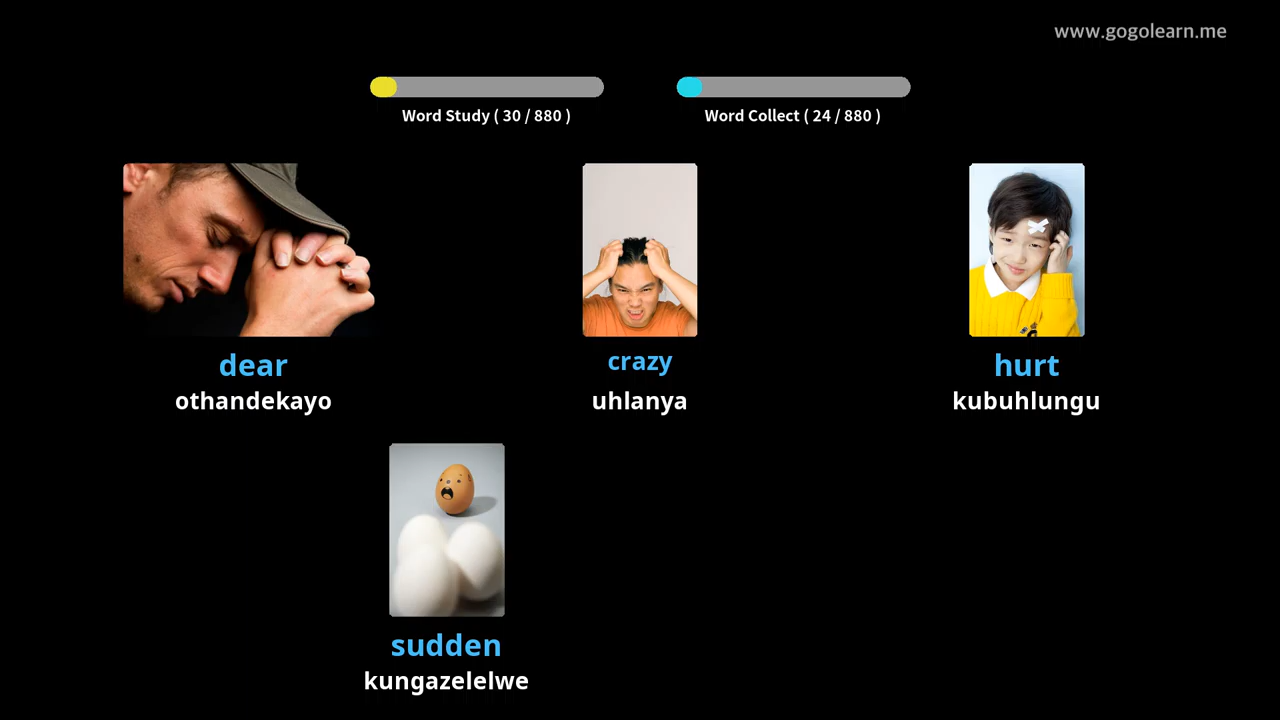 www.gogolearn.me
Word Study ( 30 / 880 )
Word Collect ( 24 / 880 )
dear
othandekayo
crazy
uhlanya
hurt
kubuhlungu
sudden
kungazelelwe